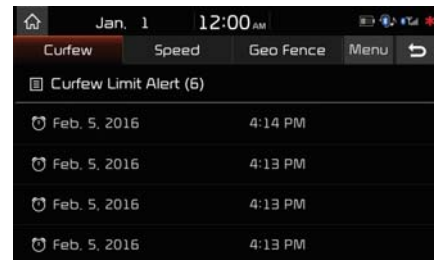 Jan. 1 12:00 AM
Curfew Speed Geo Fence Menu
Curfew Limit Alert (6)
Feb. 5, 2016 4:14 PM
Feb. 5, 2016 4:13 PM
Feb. 5, 2016 4:13 PM
Feb. 5, 2016 4:13 PM